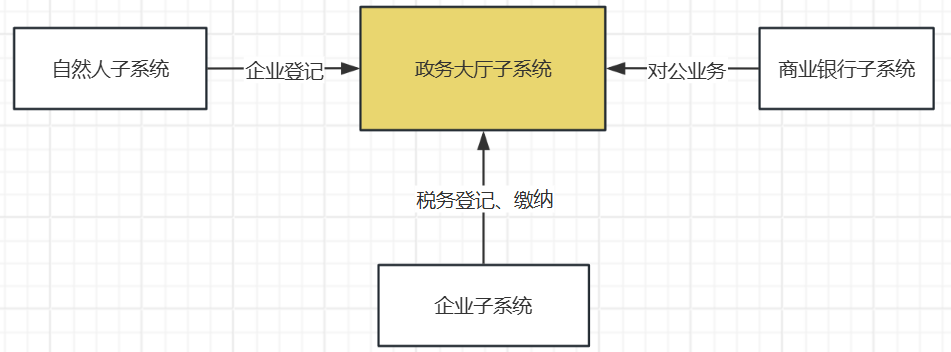 自然人子系统
企业登记
政务大厅子系统
对公业务
商业银行子系统
税务登记、缴纳
企业子系统